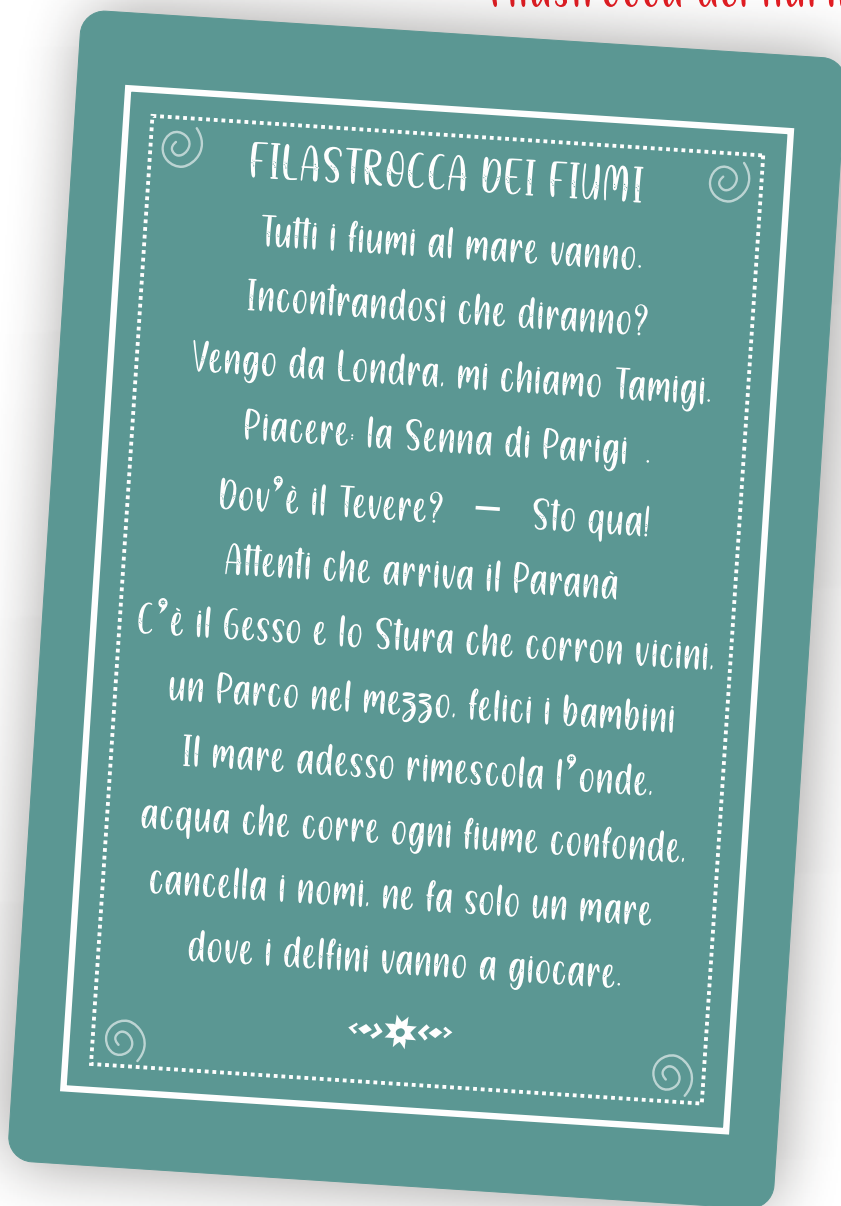 FILASTROCCA DEI FIUMI
Tutti i fiumi al mare vanno.
Incontrandosi che diranno?
Vengo da Londra, mi chiamo Tamigi.
Piacere: la Senna di Parigi .
Dov'è il Tevere? – Sto qua!
Attenti che arriva il Paranà
C'è il Gesso e lo Stura che corron vicini,
un Parco nel mezzo, felici i bambini
Il mare adesso rimescola l'onde,
acqua che corre ogni fiume confonde,
cancella i nomi, ne fa solo un mare
dove i delfini vanno a giocare.